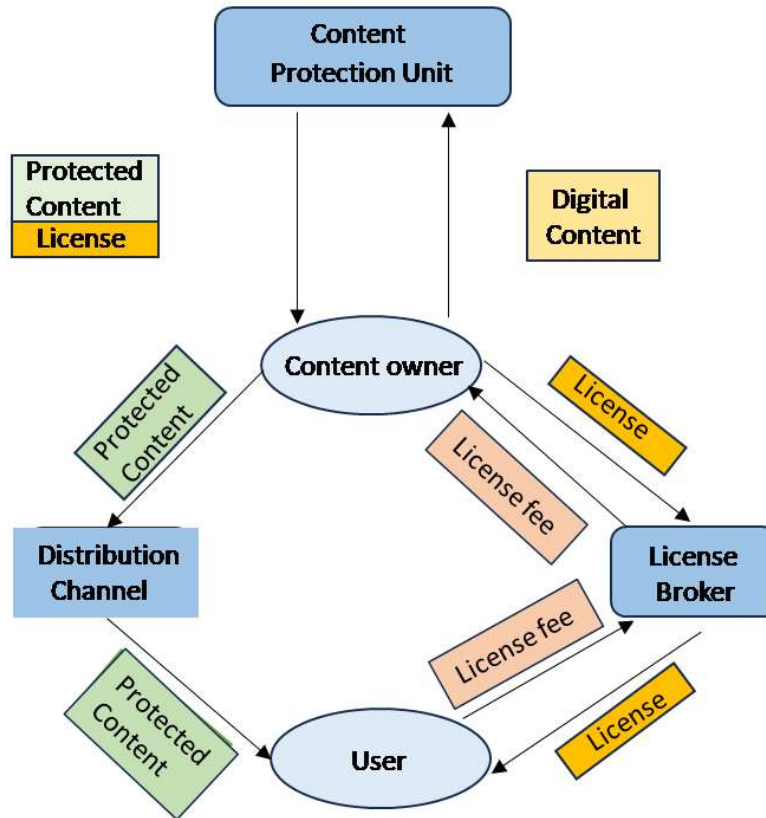 Content
Protection Unit
Protected
Content
License
Digital
Content
Content owner
Protected
Content
License
License fee
Distribution
Channel
License
Broker
License fee
Protected
Content
License
User